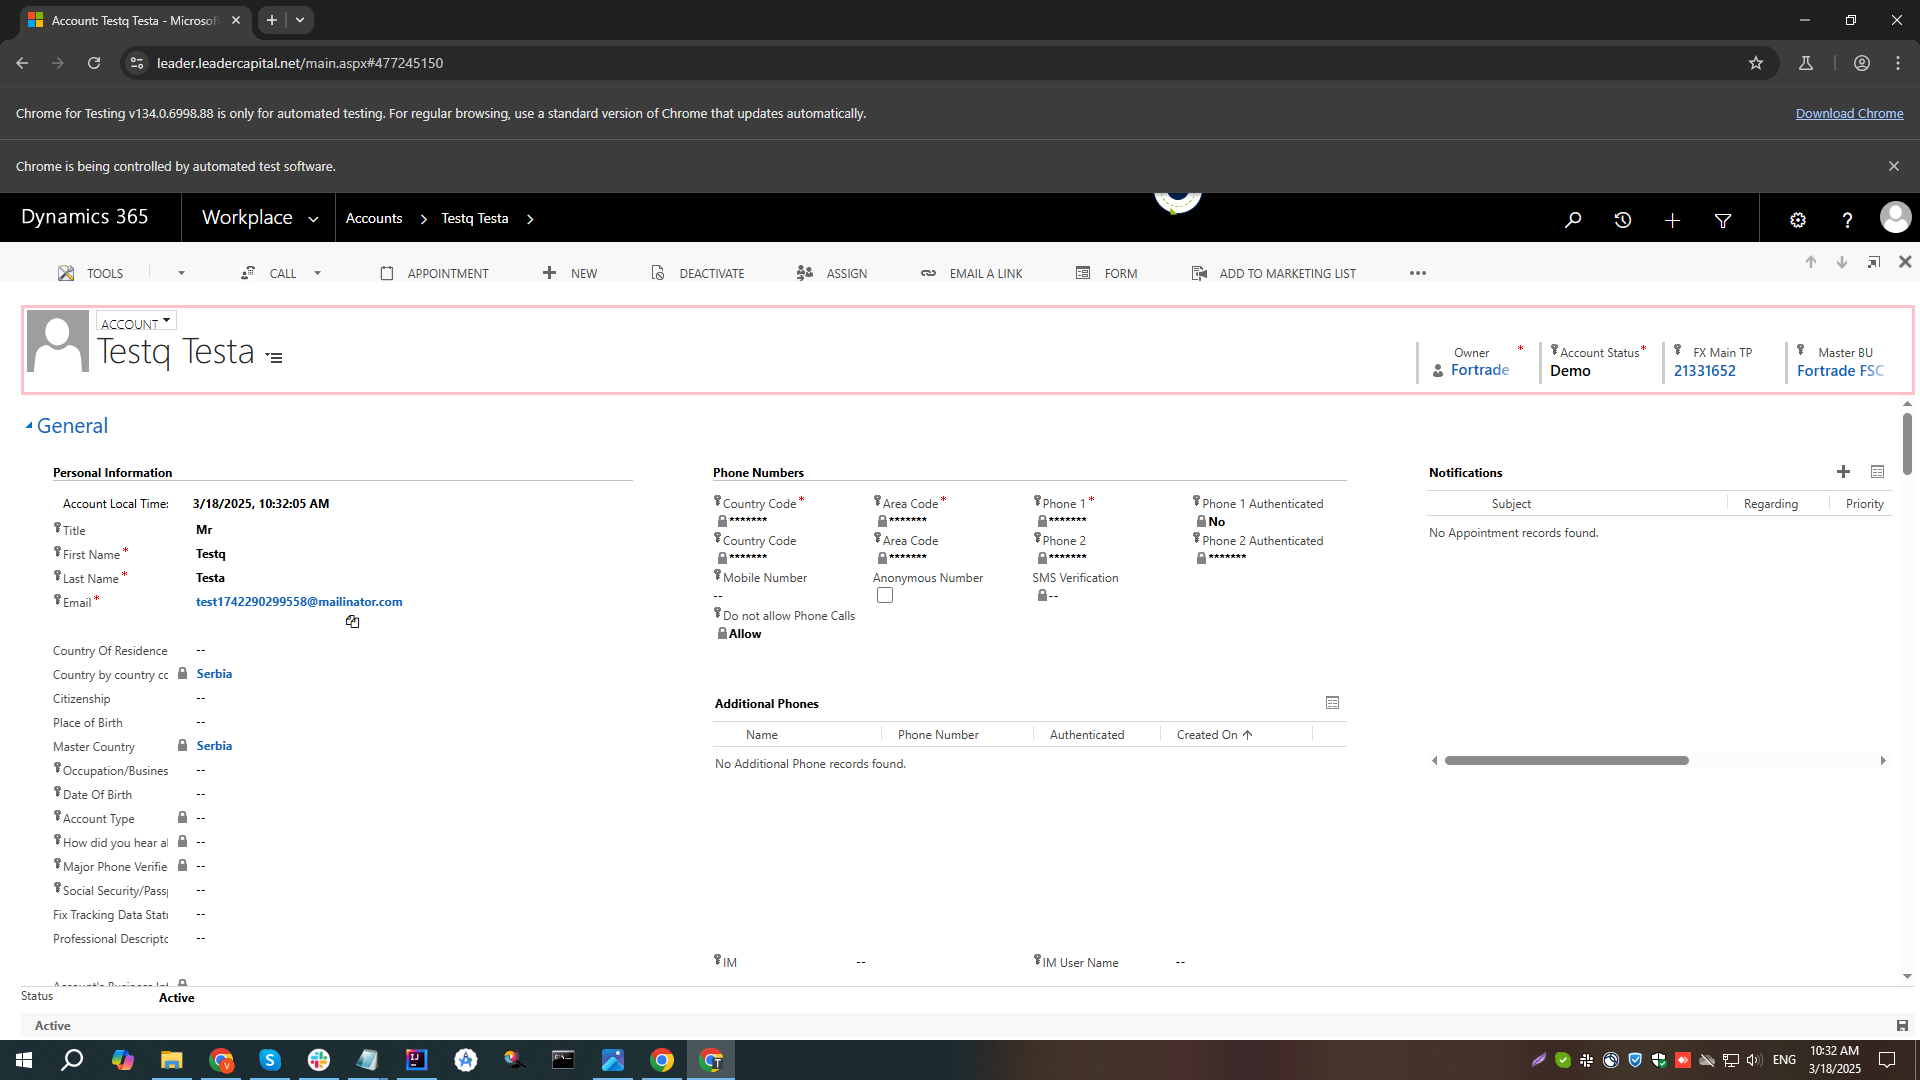 Account: Testq Testa - Microsof
leader.leadercapital.net/main.aspx#477245150
Chrome for Testing v134.0.6998.88 is only for automated testing. For regular browsing, use a standard version of Chrome that updates automatically.
Download Chrome
Chrome is being controlled by automated test software.
Dynamics 365
Workplace
Accounts
Testq Testa
TOOLS
CALL
APPOINTMENT
NEW
DEACTIVATE
ASSIGN
EMAIL A LINK
FORM
ADD TO MARKETING LIST
ACCOUNT
Testq Testa
Owner *
Fortrade
Account Status *
Demo
FX Main TP
21331652
Master BU
Fortrade FSC
General
Personal Information
Account Local Time: 3/18/2025, 10:32:05 AM
Title Mr
First Name * Testq
Last Name * Testa
Email * test1742290299558@mailinator.com
Country Of Residence --
Country by country cc Serbia
Citizenship --
Place of Birth --
Master Country Serbia
Occupation/Busines --
Date Of Birth --
Account Type --
How did you hear a --
Major Phone Verifie --
Social Security/Pass --
Fix Tracking Data Stat --
Professional Descripto --
Phone Numbers
Country Code * Area Code * Phone 1 * Phone 1 Authenticated
******* ******* ******* No
Country Code Area Code Phone 2 Phone 2 Authenticated
******* ******* ******* *******
Mobile Number Anonymous Number SMS Verification
-- --
Do not allow Phone Calls
Allow
Additional Phones
Name Phone Number Authenticated Created On
No Additional Phone records found.
IM -- IM User Name --
Notifications
Subject Regarding Priority
No Appointment records found.
Status Active
Active
ENG
10:32 AM
3/18/2025